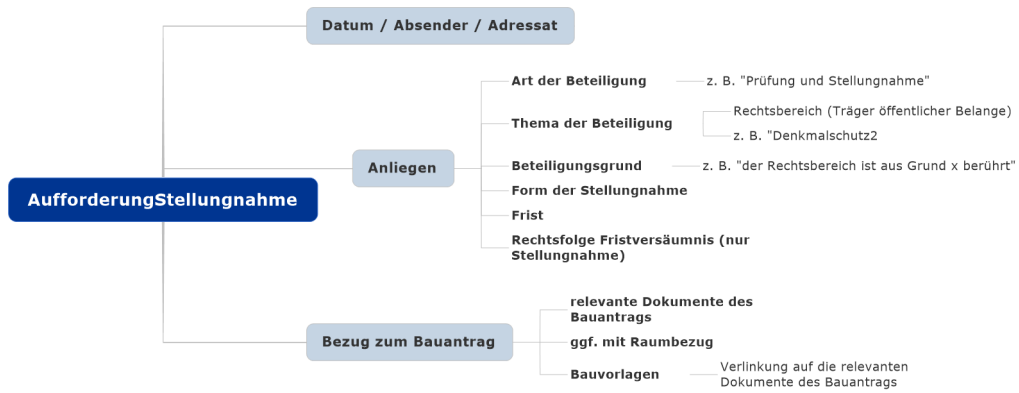 Datum / Absender / Adressat
Art der Beteiligung
z. B. "Prüfung und Stellungnahme"
Thema der Beteiligung
Rechtsbereich (Träger öffentlicher Belange)
z. B. "Denkmalschutz2
Anliegen
Beteiligungsgrund
z. B. "der Rechtsbereich ist aus Grund x berührt"
Form der Stellungnahme
AufforderungStellungnahme
Frist
Rechtsfolge Fristversäumnis (nur
Stellungnahme)
relevante Dokumente des
Bauantrags
Bezug zum Bauantrag
ggf. mit Raumbezug
Bauvorlagen
Verlinkung auf die relevanten
Dokumente des Bauantrags